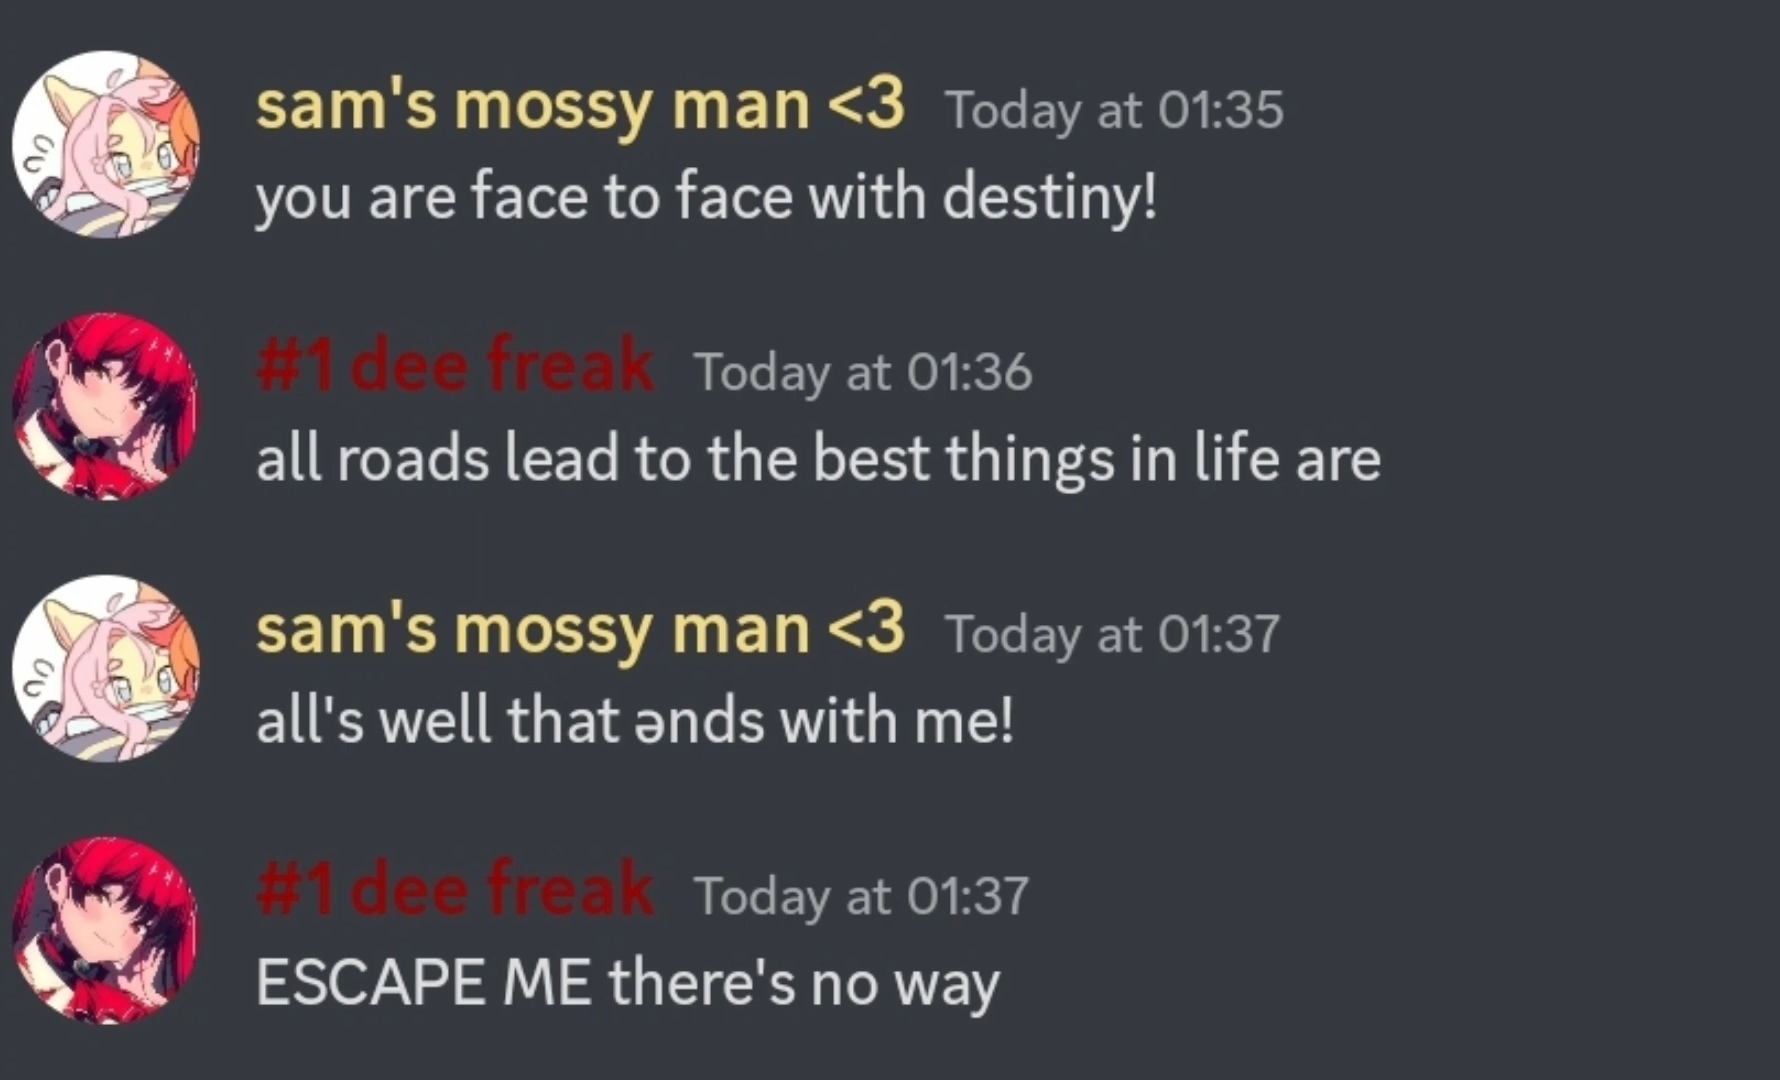 sam's mossy man <3 Today at 01:35
you are face to face with destiny!
#1 dee freak Today at 01:36
all roads lead to the best things in life are
sam's mossy man <3 Today at 01:37
all's well that ǝnds with me!
#1 dee freak Today at 01:37
ESCAPE ME there's no way